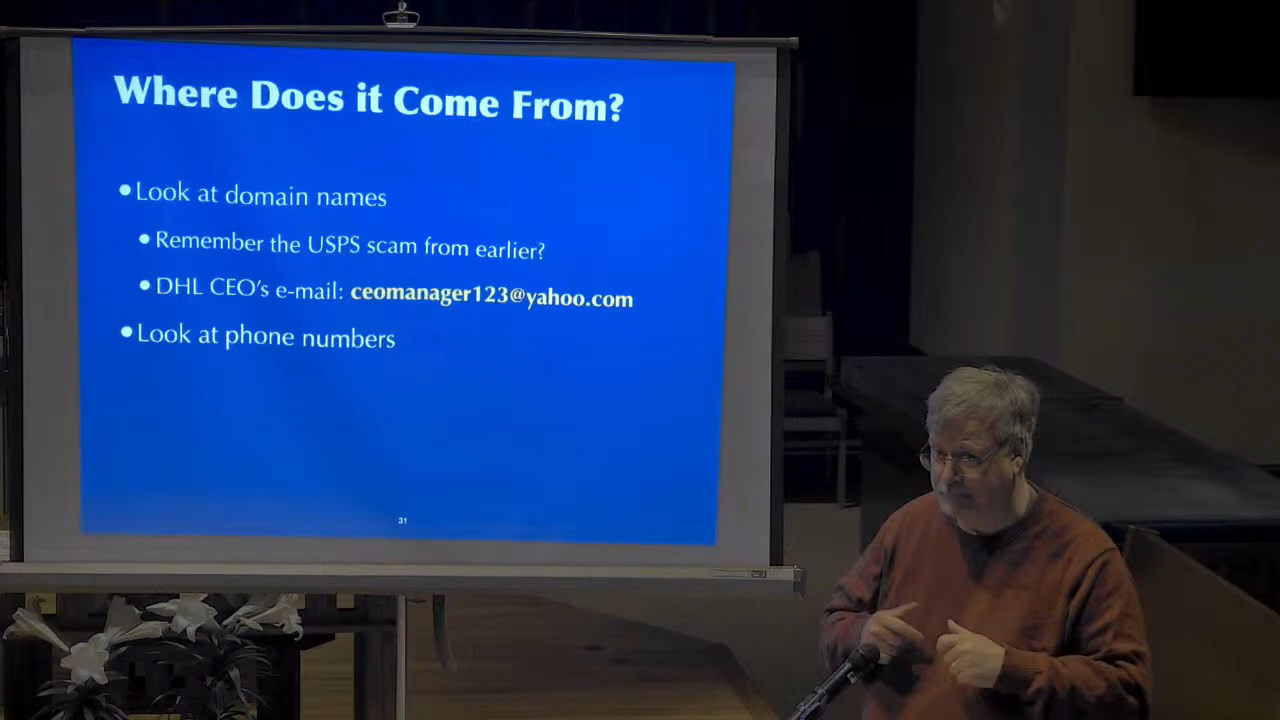 Where Does it Come From?
•Look at domain names
•Remember the USPS scam from earlier?
•DHL CEO's e-mail: ceomanager123@yahoo.com
•Look at phone numbers
31